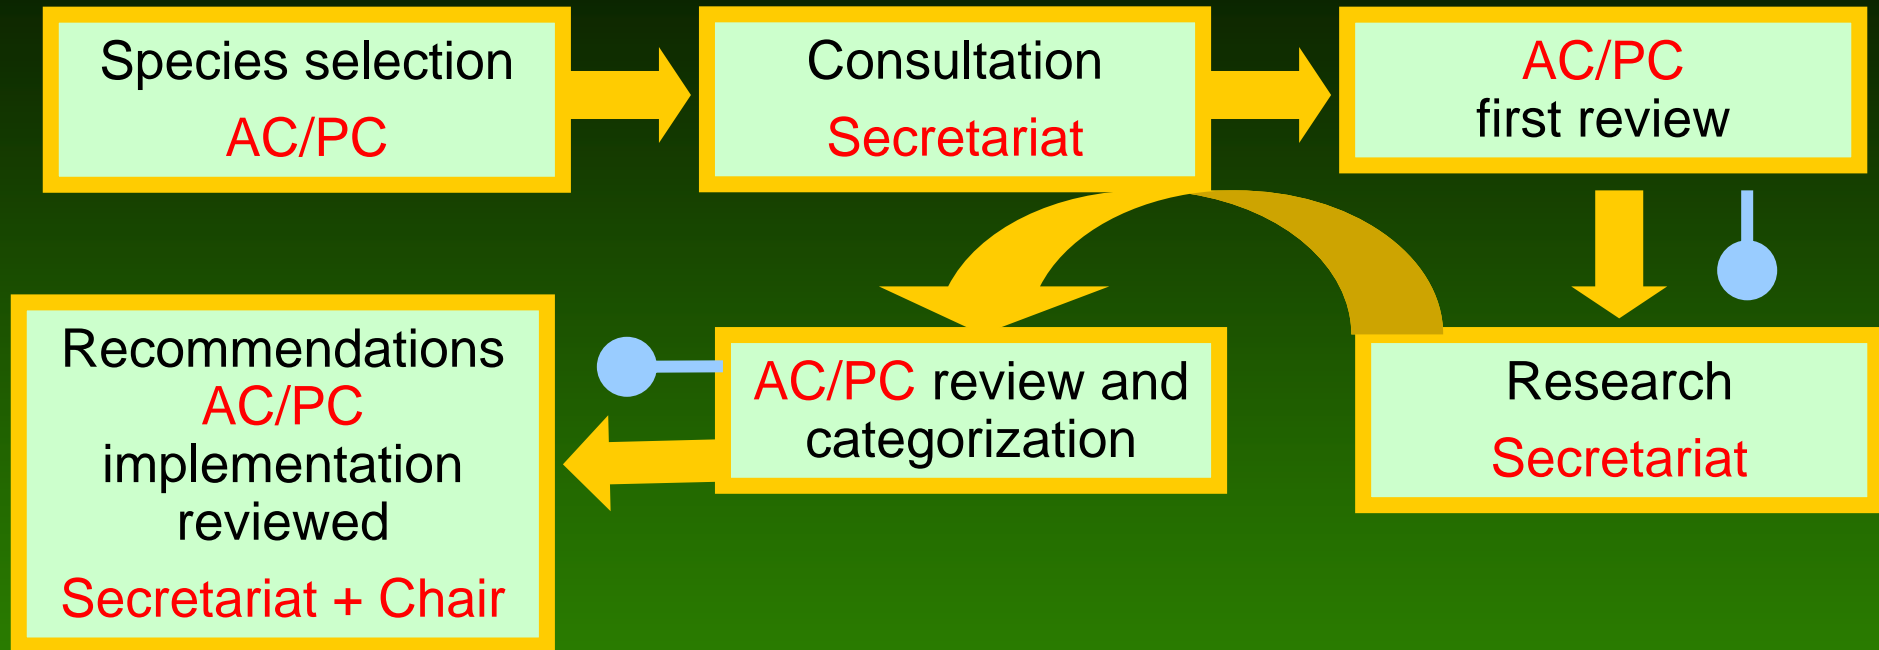 Species selection
AC/PC
Consultation
Secretariat
AC/PC
first review
Research
Secretariat
AC/PC review and
categorization
Recommendations
AC/PC
implementation
reviewed
Secretariat + Chair